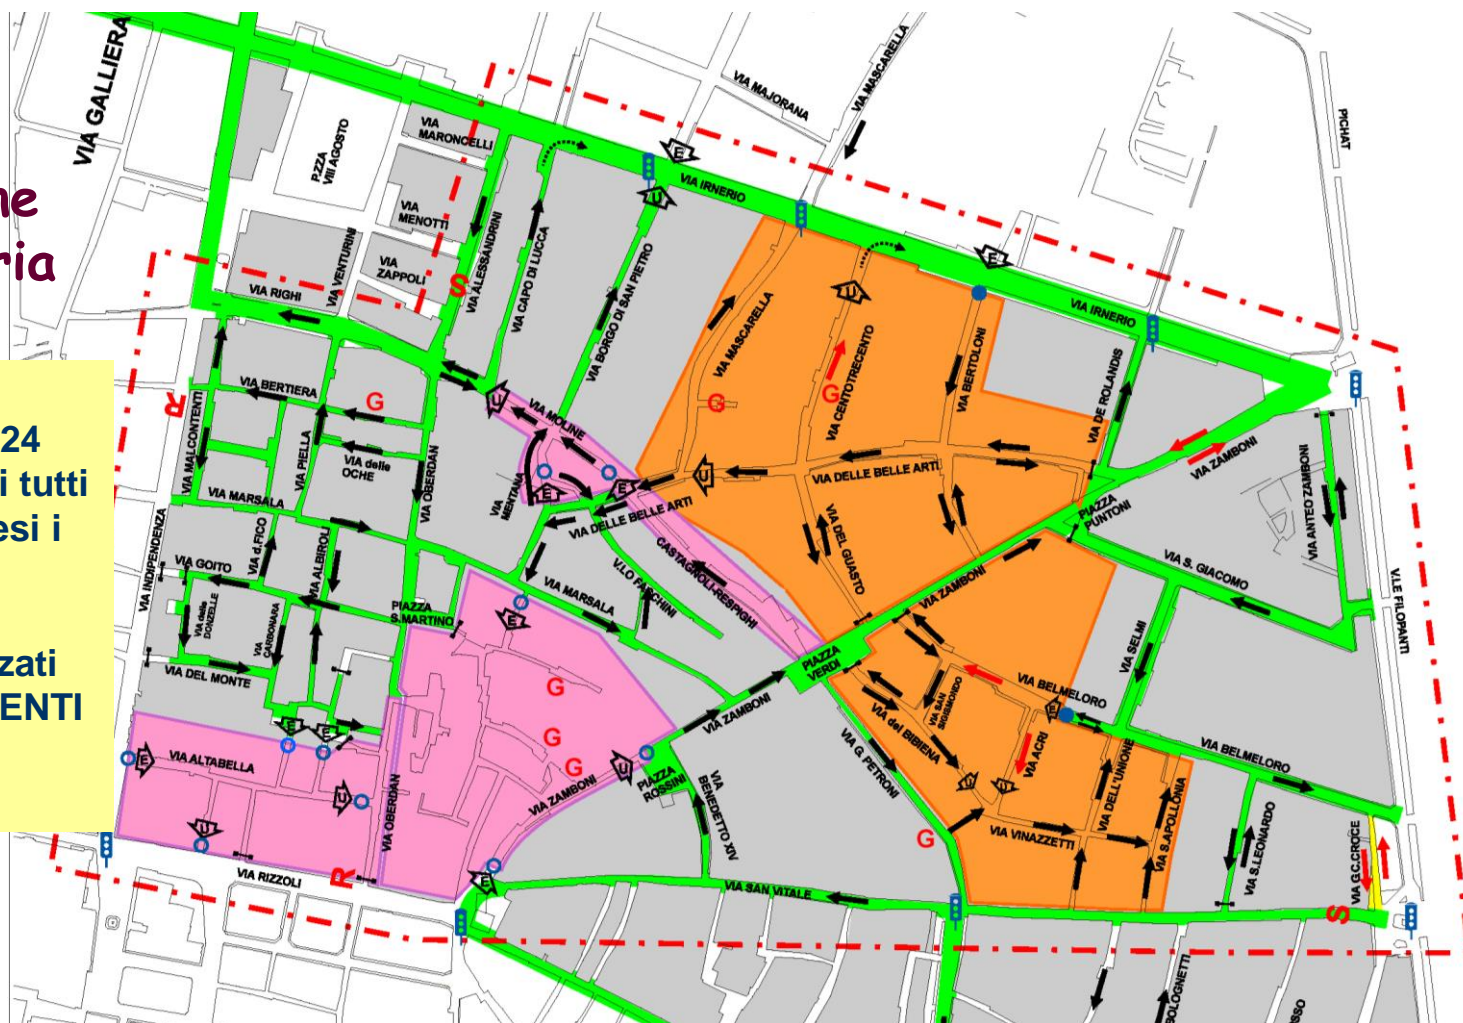 ne
ria
24
i tutti
esi i
zati
ENTI
VIA GALLIERA
P.ZZA
VIII AGOSTO
VIA
MARONCELLI
VIA
MENOTTI
VIA
ZAPPOLI
VIA VENTURINI
VIA RIGHI
VIA ALESSANDRINI
VIA CAPO DI LUCCA
VIA BORGO DI SAN PIETRO
VIA MAJORANA
VIA MASCARELLA
VIA IRNERIO
VIA IRNERIO
PICHAT
VIA MASCARELLA
VIA CENTOTRECENTO
VIA BERTOLONI
VIA DE ROLANDIS
VIA BERTIERA
VIA MALCONTENTI
VIA PIELLA
VIA delle
OCHE
VIA OBERDAN
VIA MOLINE
VIA MENTANA
VIA MARSALA
VIA DELLE BELLE ARTI
VIA DELLE BELLE ARTI
VIA DELLE BELLE ARTI
VIA ZAMBONI
VIA ANTEO ZAMBONI
V.LE FILOPANTI
PIAZZA
PUNTONI
VIA INDIPENDENZA
VIA d.FICO
VIA ALBIROLI
VIA GOITO
VIA delle
DONZELLE
VIA
CARBONARA
PIAZZA
S.MARTINO
VIA MARSALA
V.LO FACCHINI
CASTAGNOLI-RESPIGHI
VIA DEL GUASTO
VIA ZAMBONI
VIA S. GIACOMO
VIA SELMI
VIA DEL MONTE
PIAZZA
VERDI
VIA SAN
SIGISMONDO
VIA BELMELORO
VIA ZAMBONI
VIA del BIBIENA
VIA ACRI
VIA DELL'UNIONE
VIA BELMELORO
VIA ALTABELLA
VIA OBERDAN
VIA ZAMBONI
PIAZZA
ROSSINI
VIA
BENEDETTO XIV
VIA G. PETRONI
VIA VINAZZETTI
VIA S.APOLLONIA
VIA S.LEONARDO
VIA G.C.CROCE
VIA RIZZOLI
VIA SAN VITALE
BOLOGNETTI
OSSO
R
R
S
S
G
G
G
G
G
G
G
E
E
E
E
E
E
E
E
E
E
U
U
U
U
U
U
U
U
U